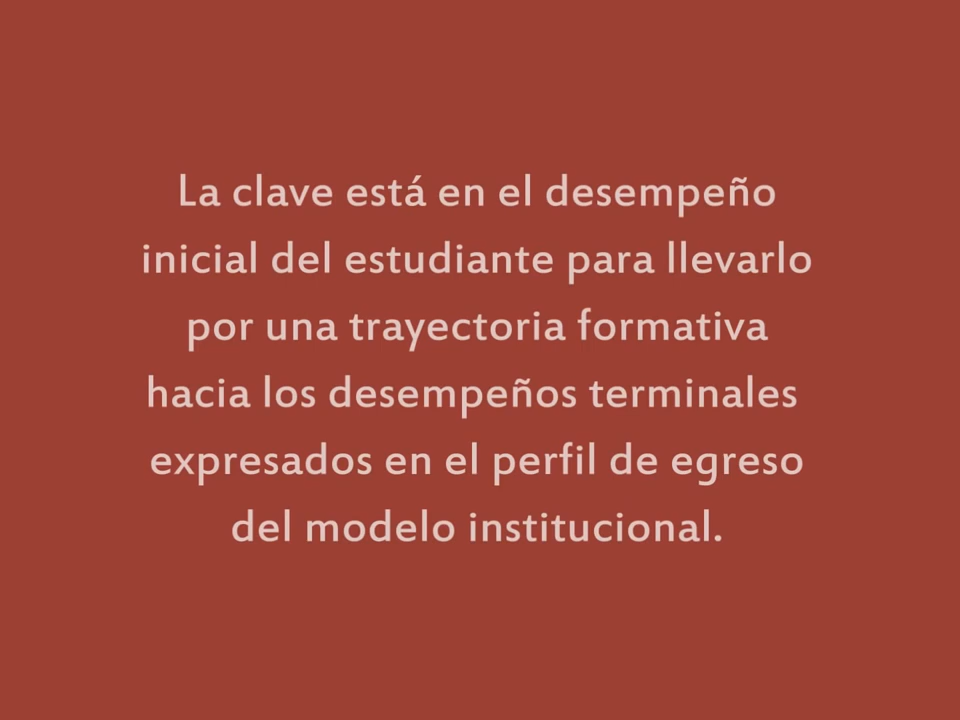 La clave está en el desempeño
inicial del estudiante para llevarlo
por una trayectoria formativa
hacia los desempeños terminales
expresados en el perfil de egreso
del modelo institucional.